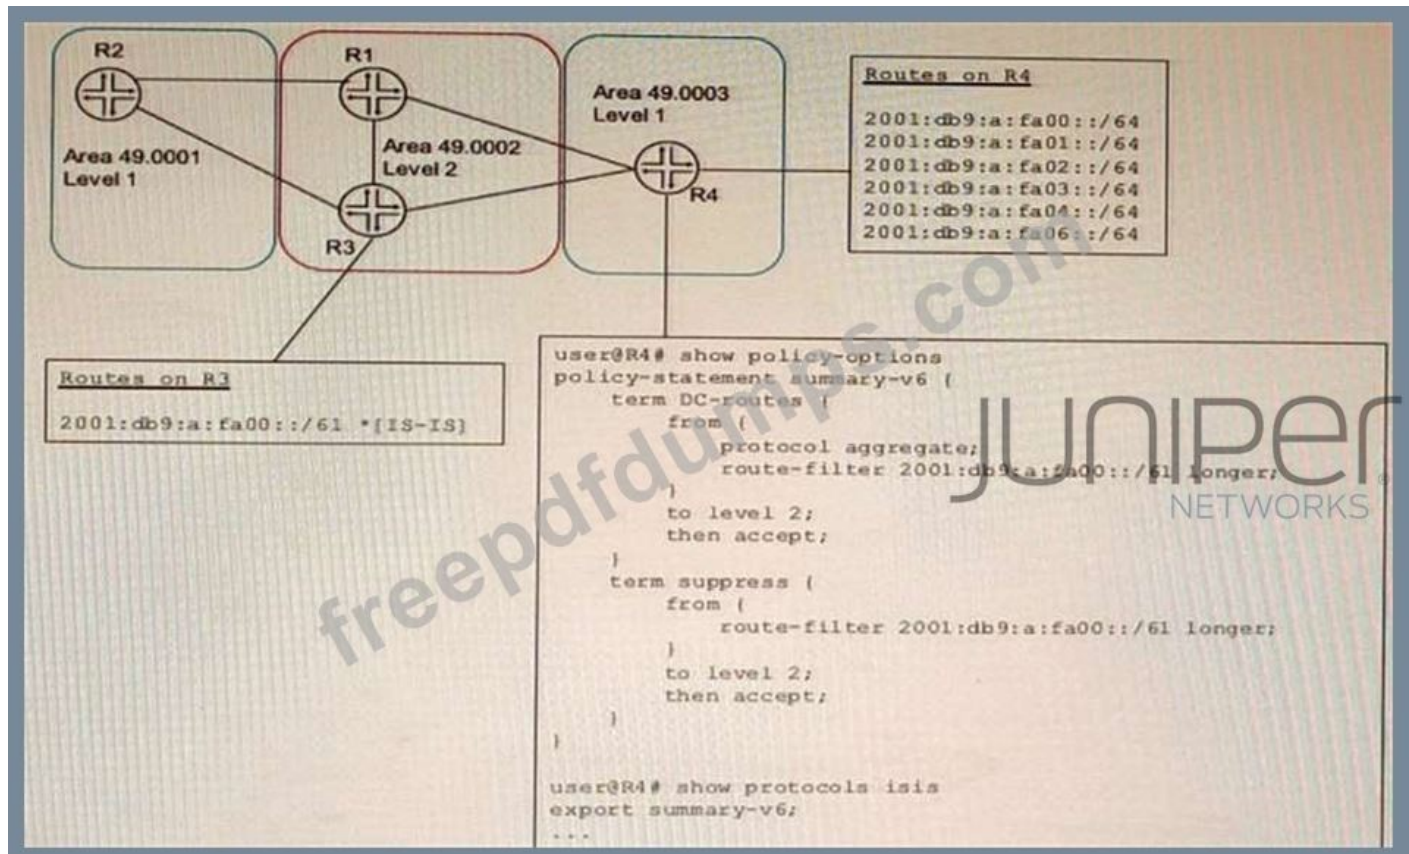 R2
R1
Area 49.0003
Level 1
Area 49.0001
Level 1
Area 49.0002
Level 2
R3
R4
Routes on R4
2001:db9:a:fa00::/64
2001:db9:a:fa01::/64
2001:db9:a:fa02::/64
2001:db9:a:fa03::/64
2001:db9:a:fa04::/64
2001:db9:a:fa06::/64
Routes on R3
2001:db9:a:fa00::/61 *[IS-IS]
user@R4# show policy-options
policy-statement summary-v6 {
term DC-routes {
from {
protocol aggregate;
route-filter 2001:db9:a:fa00::/61 longer;
}
to level 2;
then accept;
}
term suppress {
from {
route-filter 2001:db9:a:fa00::/61 longer;
}
to level 2;
then accept;
}
}
user@R4# show protocols isis
export summary-v6;
...
freepdfdumps.com
JUNIPEr
NETWORKS